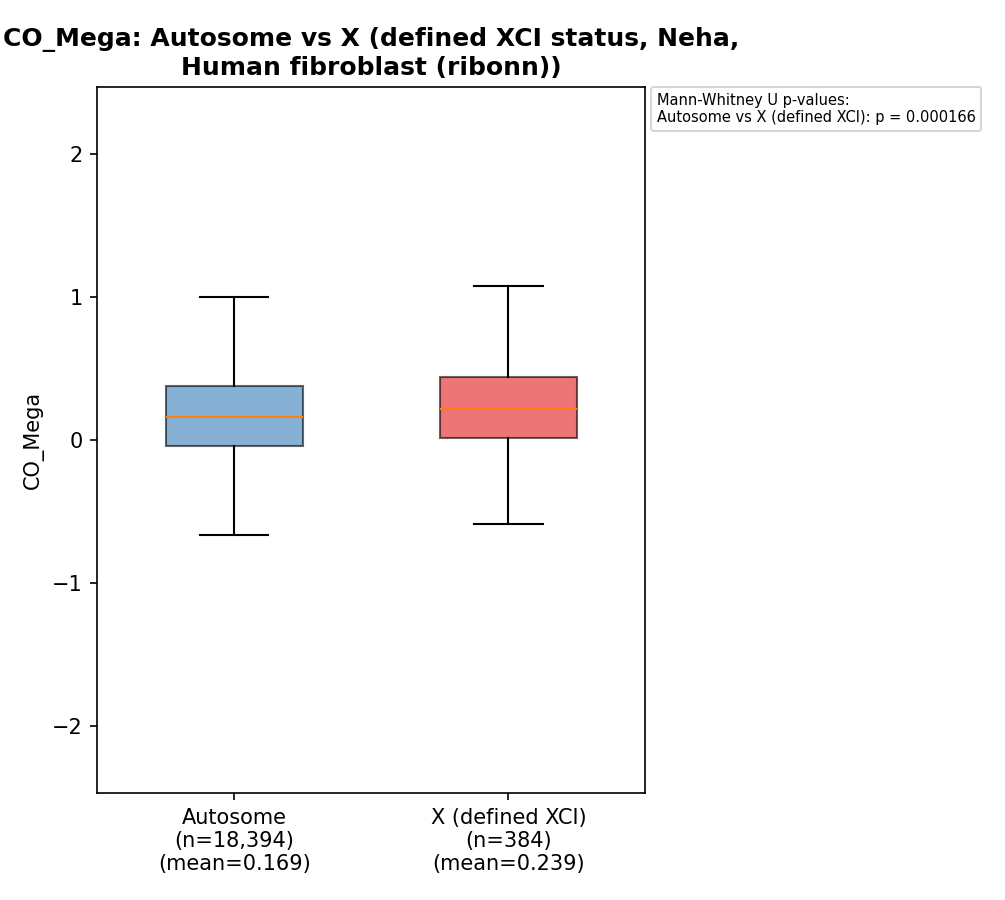 CO_Mega: Autosome vs X (defined XCI status, Neha,
Human fibroblast (ribonn))
Mann-Whitney U p-values:
Autosome vs X (defined XCI): p = 0.000166
CO_Mega
2
1
0
−1
−2
Autosome
(n=18,394)
(mean=0.169)
X (defined XCI)
(n=384)
(mean=0.239)